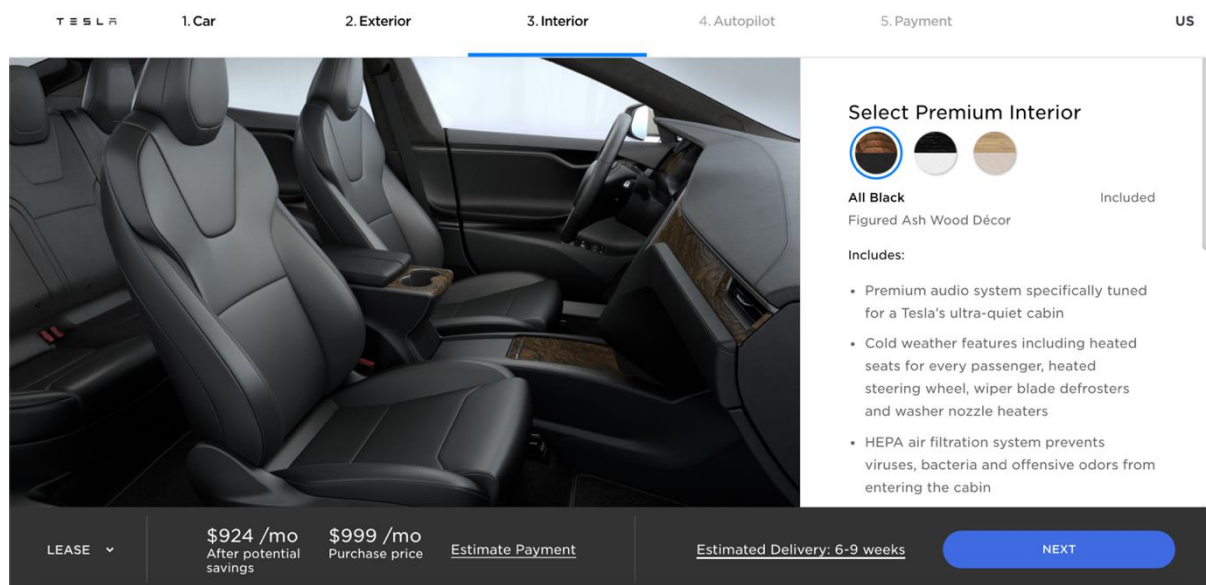 TESLA
1. Car
2. Exterior
3. Interior
4. Autopilot
5. Payment
US
Select Premium Interior
All Black
Included
Figured Ash Wood Décor
Includes:
• Premium audio system specifically tuned
for a Tesla's ultra-quiet cabin
• Cold weather features including heated
seats for every passenger, heated
steering wheel, wiper blade defrosters
and washer nozzle heaters
• HEPA air filtration system prevents
viruses, bacteria and offensive odors from
entering the cabin
LEASE
$924 /mo
After potential
savings
$999 /mo
Purchase price
Estimate Payment
Estimated Delivery: 6-9 weeks
NEXT